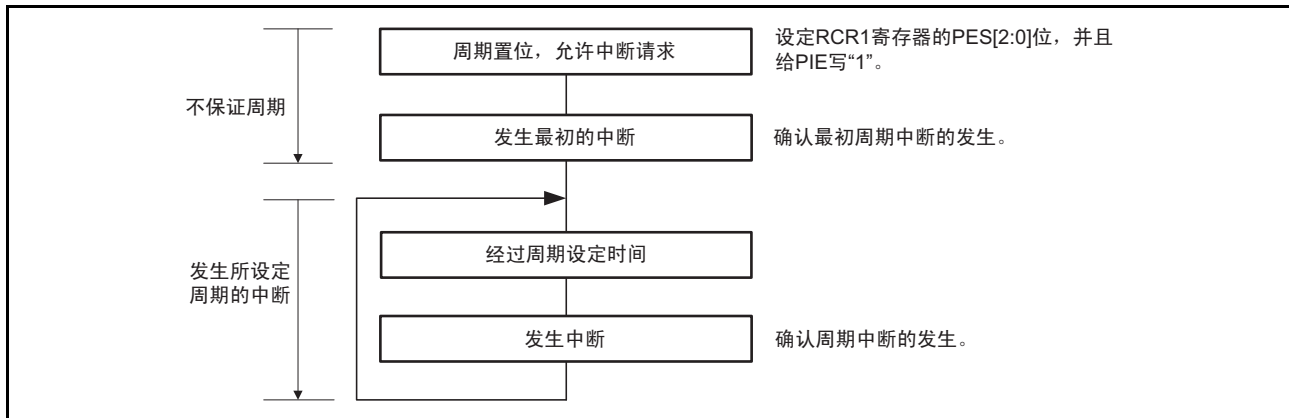 周期置位，允许中断请求
设定RCR1寄存器的PES[2:0]位，并且
给PIE写“1”。
不保证周期
发生最初的中断
确认最初周期中断的发生。
经过周期设定时间
发生所设定
周期的中断
发生中断
确认周期中断的发生。